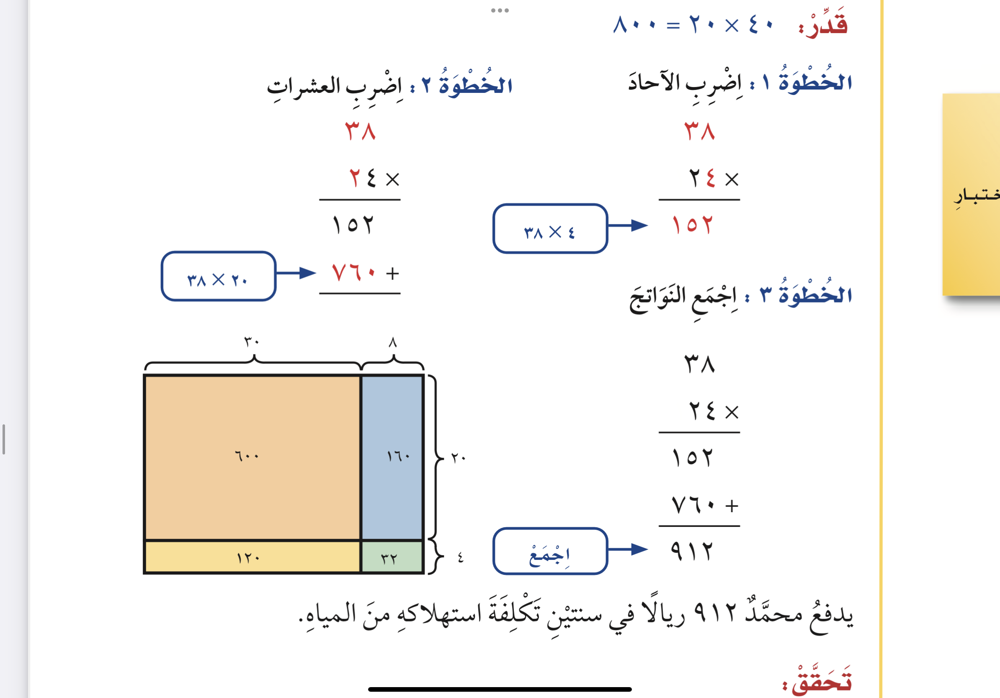 قَدِّرْ: ٤٠ × ٢٠ = ٨٠٠
الخُطْوَةُ ١ : اِضْرِبِ الآحادَ
٣٨
× ٢٤
١٥٢
٣٨ × ٤
الخُطْوَةُ ٢ : اِضْرِبِ العشراتِ
٣٨
× ٢٤
١٥٢
+ ٧٦٠
٣٨ × ٢٠
الخُطْوَةُ ٣ : اِجْمَعِ النَوَاتجَ
٣٨
× ٢٤
١٥٢
+ ٧٦٠
٩١٢
اِجْمَعْ
٣٠ ٨
٦٠٠ ١٦٠ ٢٠
١٢٠ ٣٢ ٤
يدفعُ محمَّدٌ ٩١٢ ريالًا في سنتيْنِ تَكْلِفَةَ استهلاكهِ منَ المياهِ.
تَحَقَّقْ: